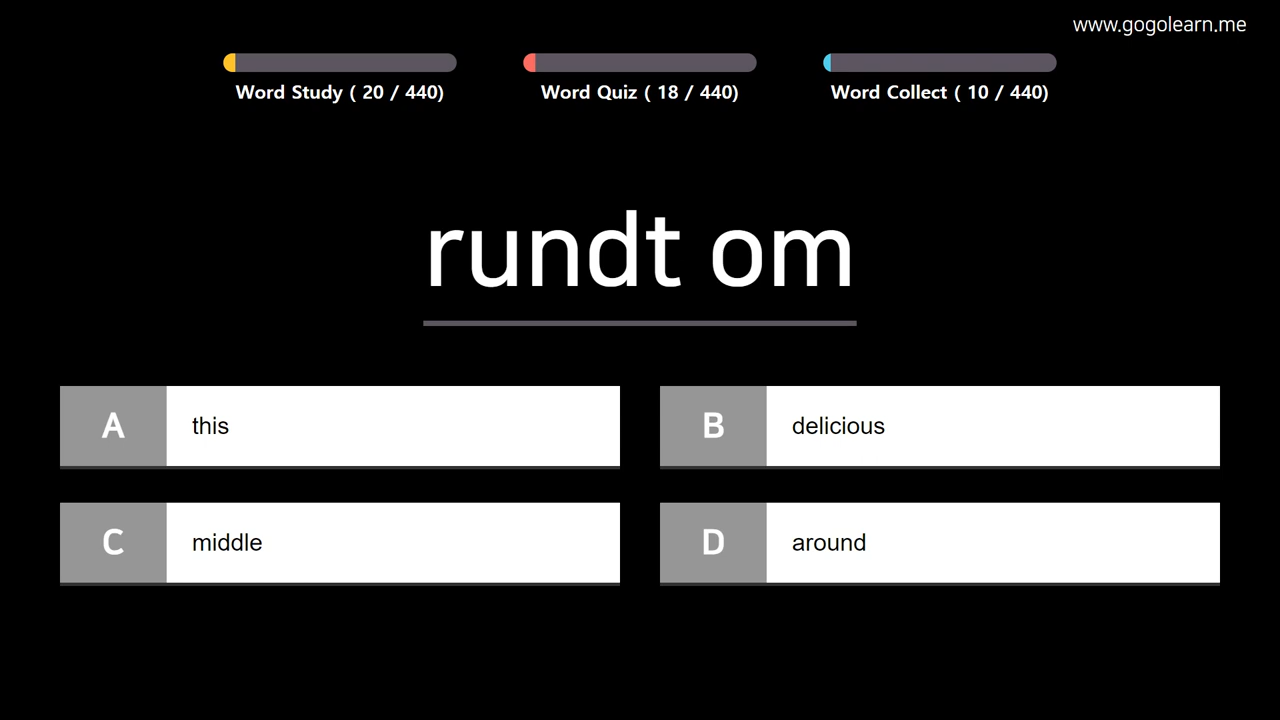 www.gogolearn.me
Word Study ( 20 / 440)
Word Quiz ( 18 / 440)
Word Collect ( 10 / 440)
rundt om
A this
B delicious
C middle
D around